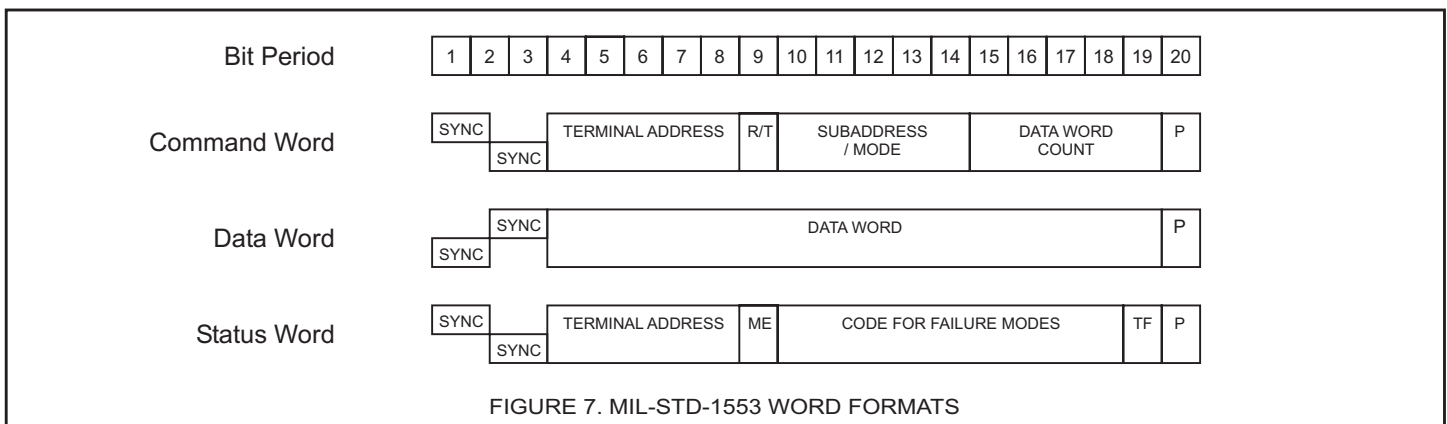 Bit Period 1 2 3 4 5 6 7 8 9 10 11 12 13 14 15 16 17 18 19 20
Command Word SYNC SYNC TERMINAL ADDRESS R/T SUBADDRESS / MODE DATA WORD COUNT P
Data Word SYNC SYNC DATA WORD P
Status Word SYNC SYNC TERMINAL ADDRESS ME CODE FOR FAILURE MODES TF P
FIGURE 7. MIL-STD-1553 WORD FORMATS